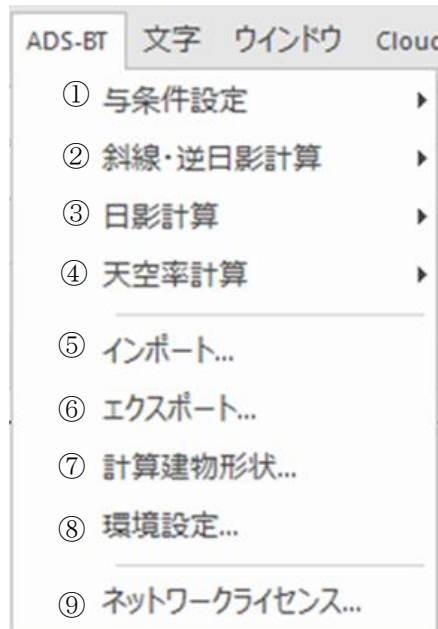 ADS-BT 文字 ウインドウ Cloud
① 与条件設定
② 斜線・逆日影計算
③ 日影計算
④ 天空率計算
⑤ インポート...
⑥ エクスポート...
⑦ 計算建物形状...
⑧ 環境設定...
⑨ ネットワークライセンス...